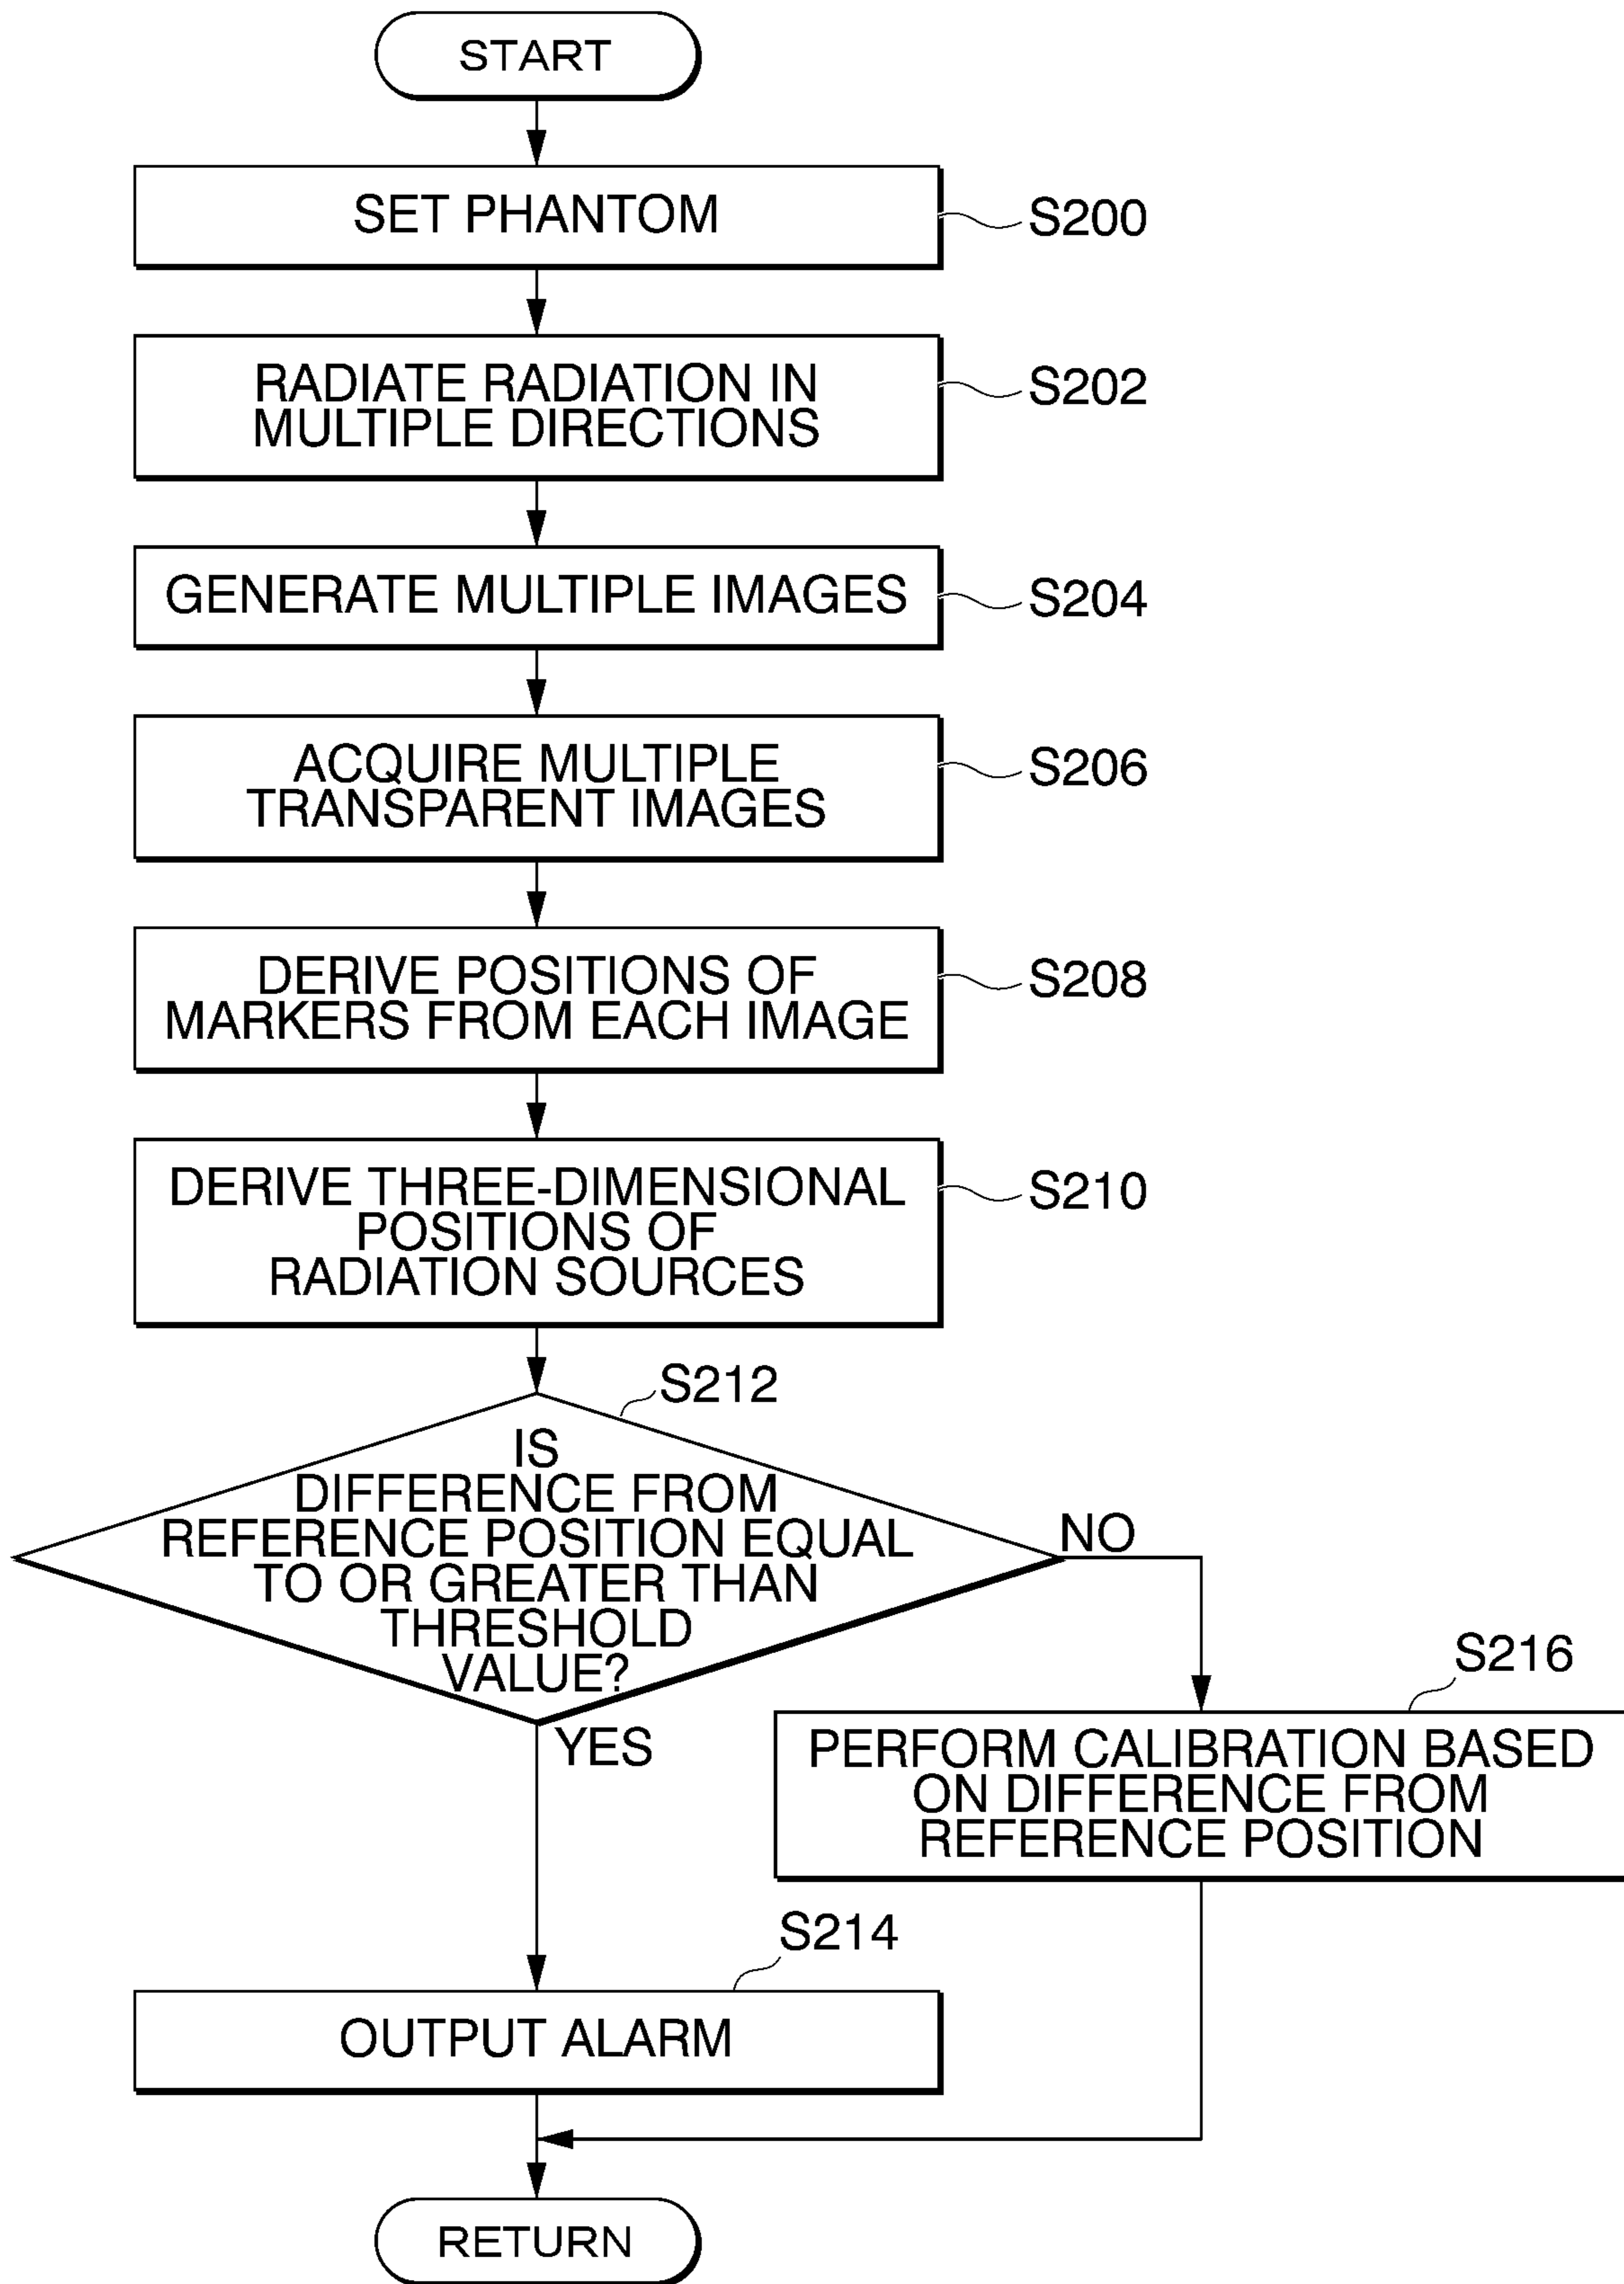 START
SET PHANTOM
S200
RADIATE RADIATION IN
MULTIPLE DIRECTIONS
S202
GENERATE MULTIPLE IMAGES
S204
ACQUIRE MULTIPLE
TRANSPARENT IMAGES
S206
DERIVE POSITIONS OF
MARKERS FROM EACH IMAGE
S208
DERIVE THREE-DIMENSIONAL
POSITIONS OF
RADIATION SOURCES
S210
S212
IS
DIFFERENCE FROM
REFERENCE POSITION EQUAL
TO OR GREATER THAN
THRESHOLD
VALUE?
NO
YES
S216
PERFORM CALIBRATION BASED
ON DIFFERENCE FROM
REFERENCE POSITION
S214
OUTPUT ALARM
RETURN